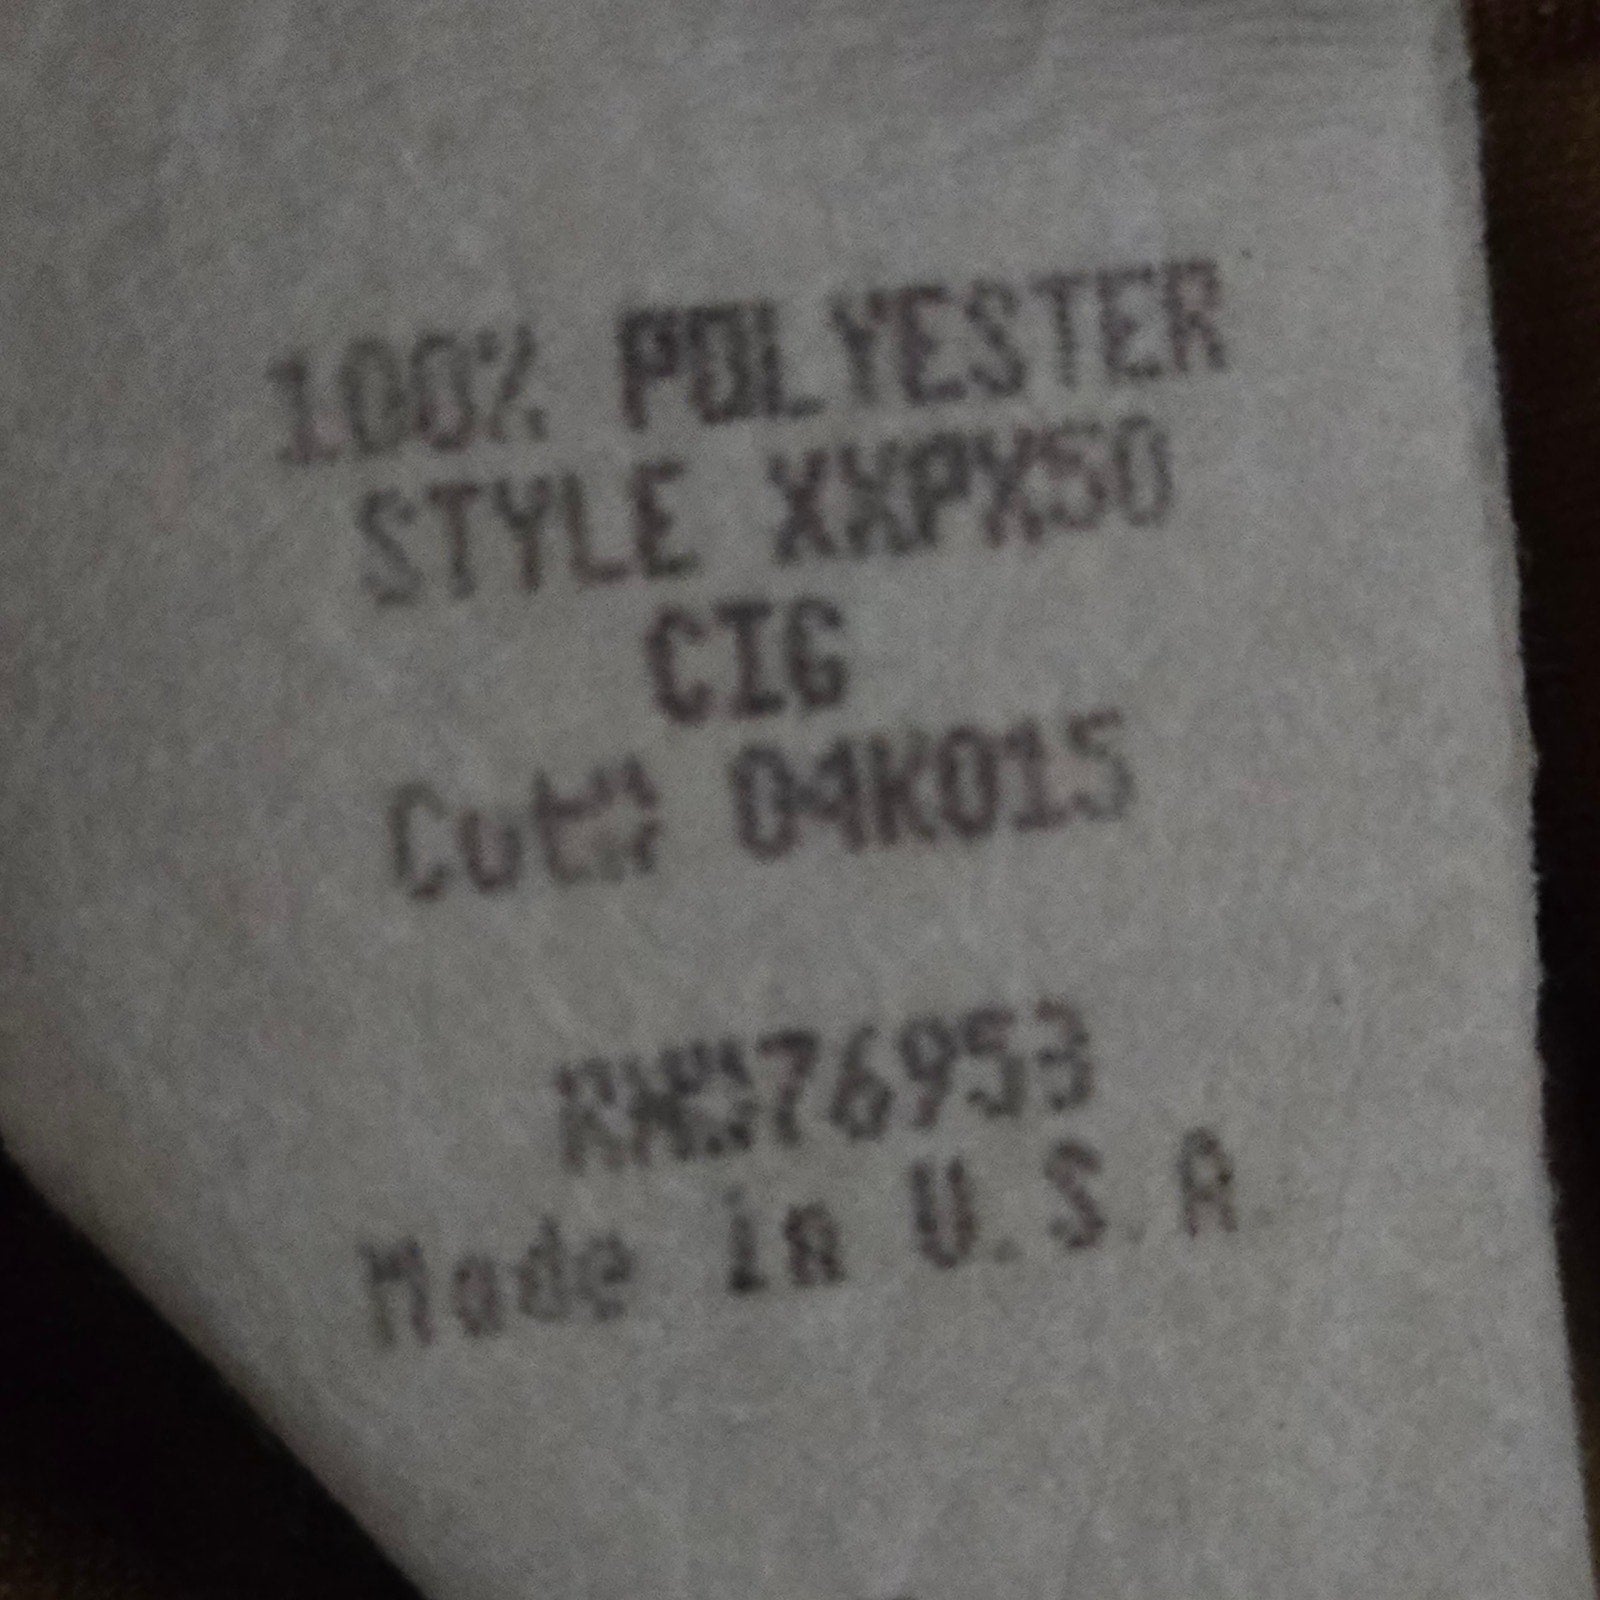 100% POLYESTER
STYLE XXPX50
CIG
Cut# 04K015
RN#76953
Made in U.S.A.